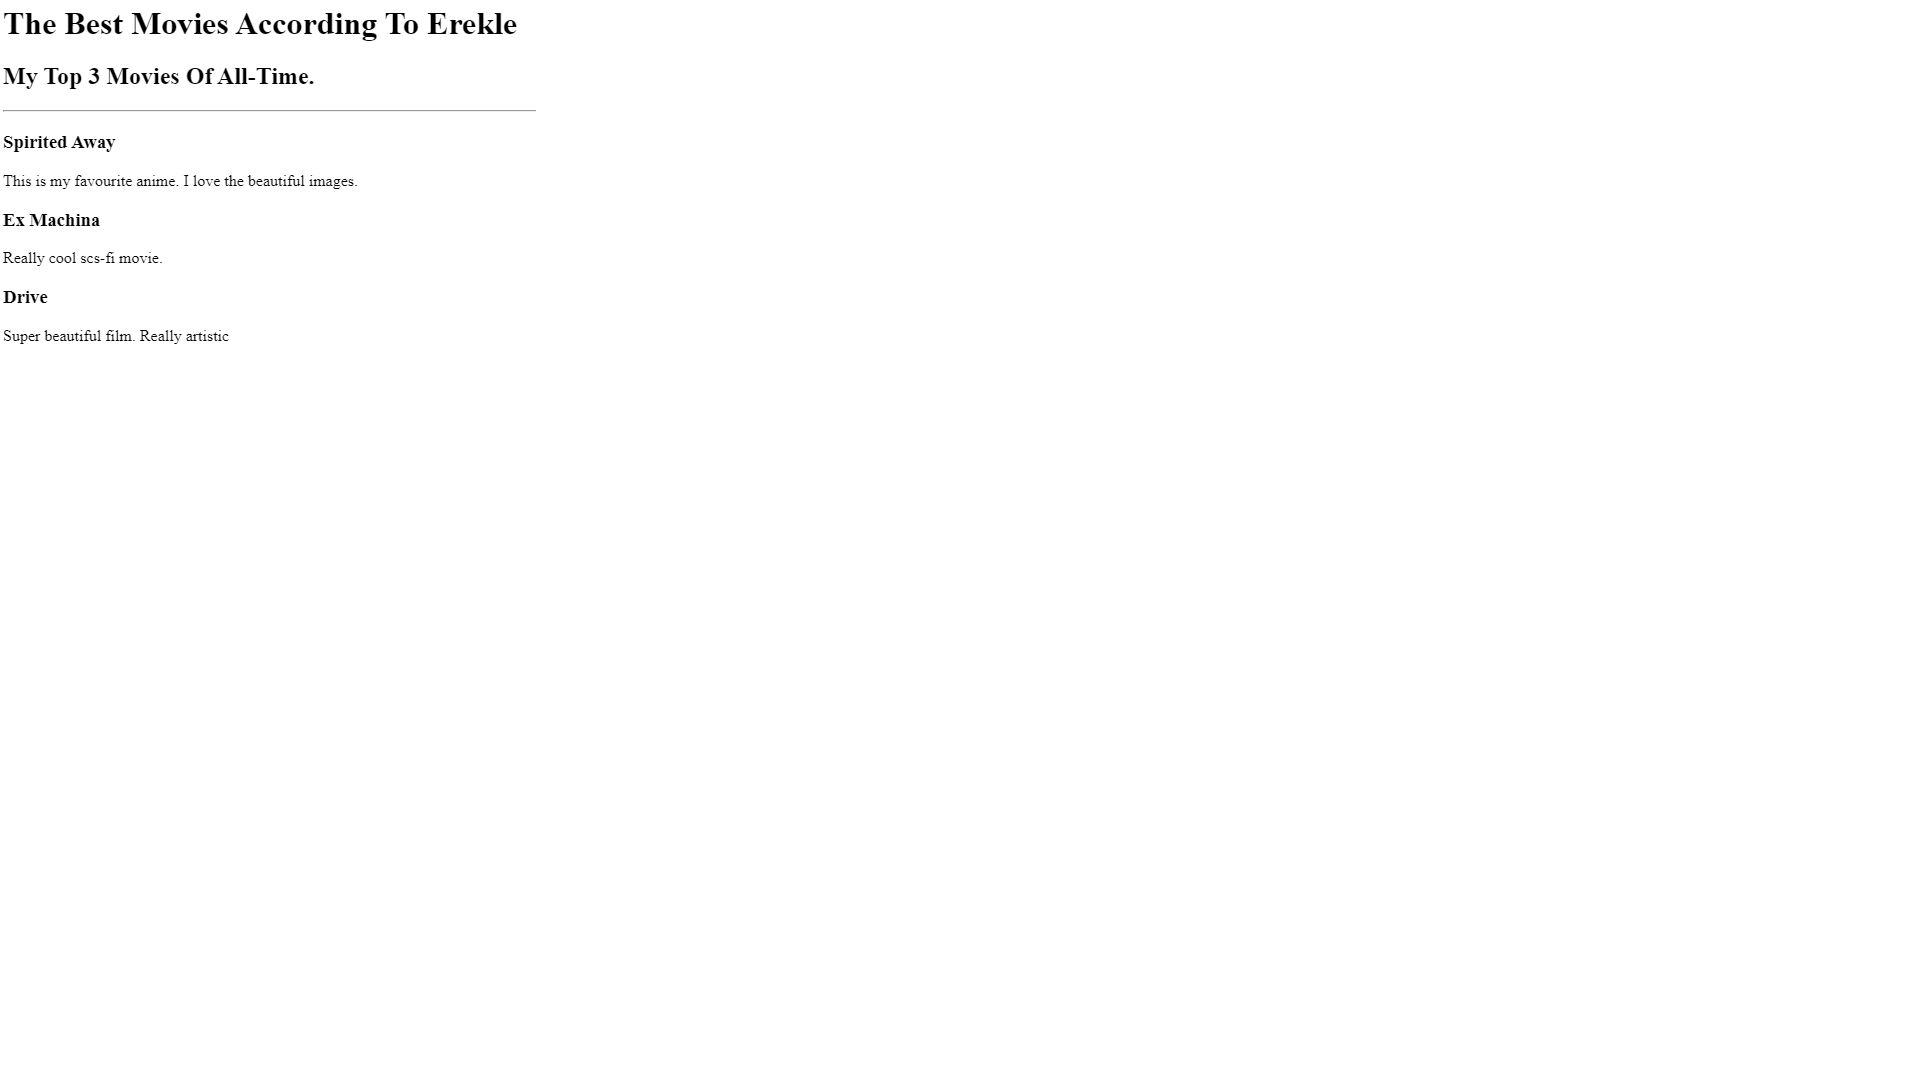 The Best Movies According To Erekle
My Top 3 Movies Of All-Time.
Spirited Away
This is my favourite anime. I love the beautiful images.
Ex Machina
Really cool scs-fi movie.
Drive
Super beautiful film. Really artistic